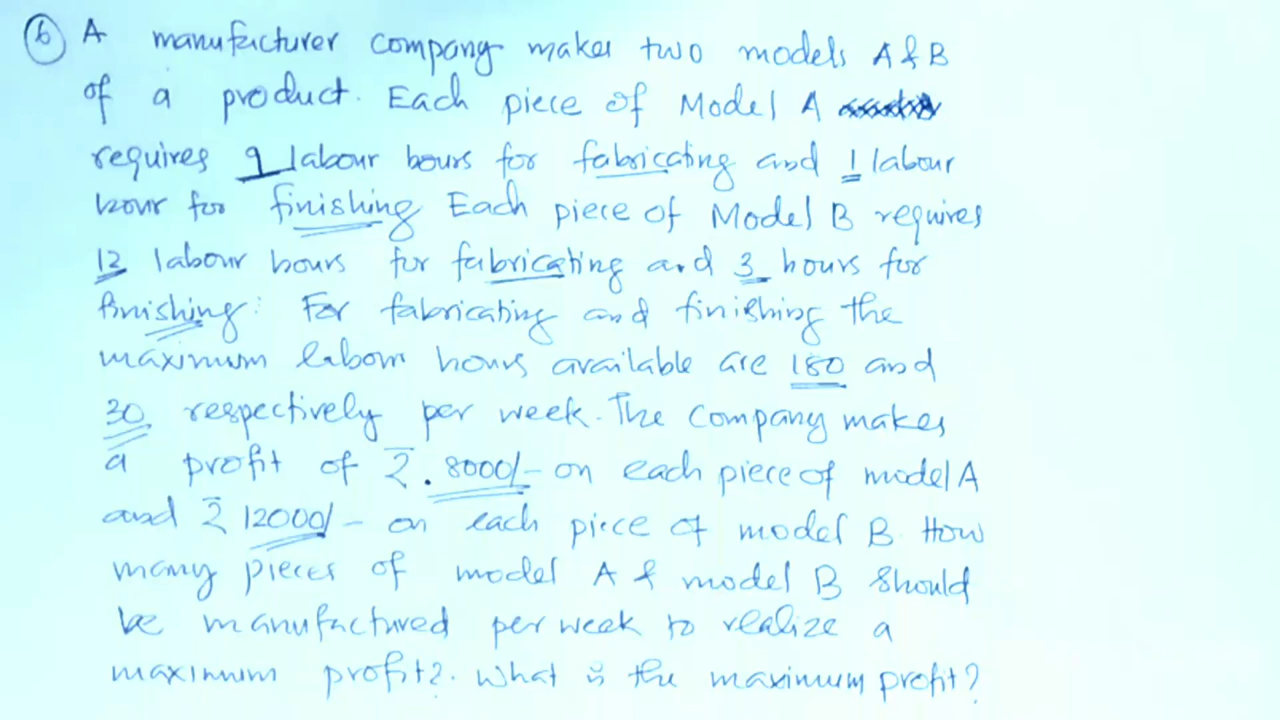 6 A manufacturer company makes two models A & B
of a product. Each piece of Model A
requires 9 labour hours for fabricating and 1 labour
hour for finishing Each piece of Model B requires
12 labour hours for fabricating and 3 hours for
finishing: For fabricating and finishing the
maximum labour hours available are 180 and
30 respectively per week. The company makes
a profit of ₹. 8000/- on each piece of model A
and ₹ 12000/- on each piece of model B. How
many pieces of model A & model B should
be manufactured per week to realize a
maximum profit?. What is the maximum profit?